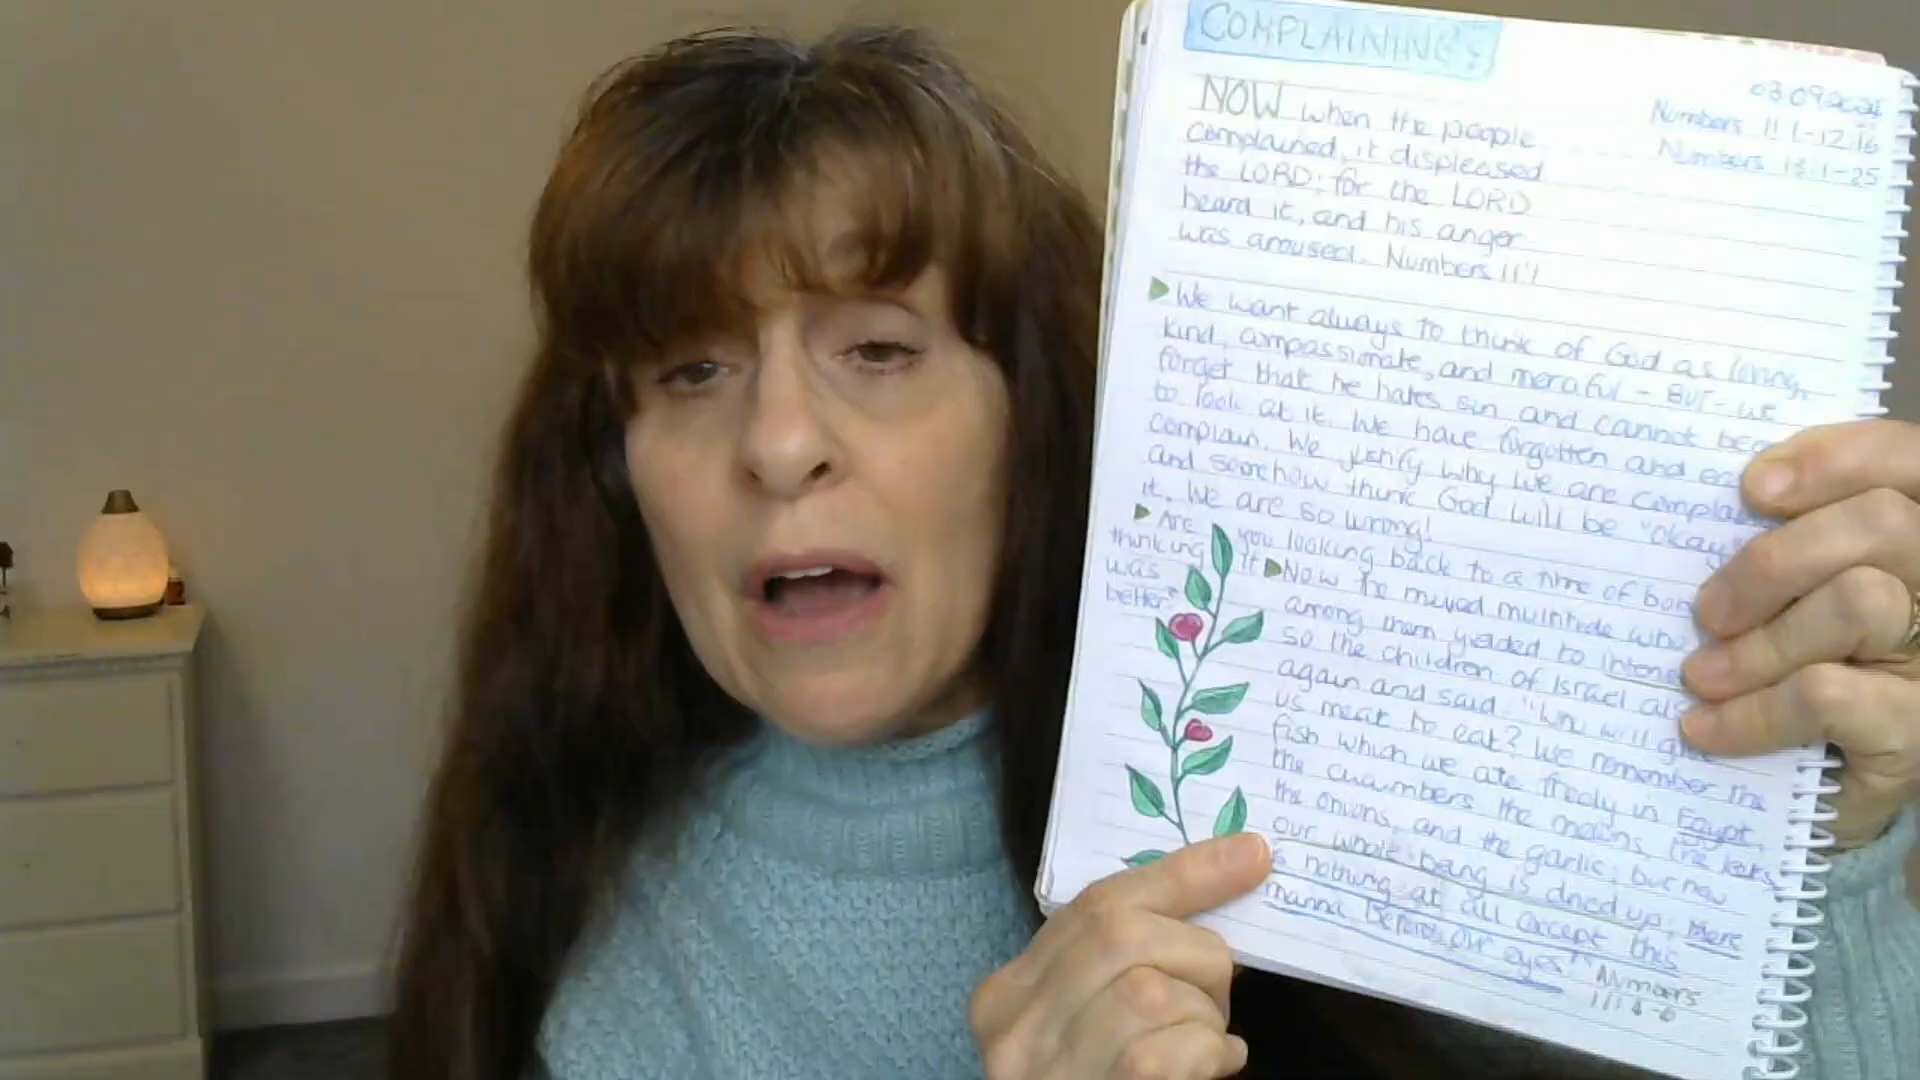 COMPLAINING?
03 09 2024
Numbers 11:1-12:16
Numbers 13:1-25
NOW when the people
complained, it displeased
the LORD; for the LORD
heard it, and his anger
was aroused. Numbers 11:1
We want always to think of God as loving,
kind, compassionate, and merciful - BUT - we
forget that he hates sin and cannot bear
to look at it. We have forgotten and
complain. We justify why we are
and somehow think God will be "okay"
it. We are so wrong!
Are you looking back to a time of
thinking it
was
better?
Now the mixed multitude who
among them yielded to intense
so the children of Israel also
again and said: "Who will give
us meat to eat? We remember the
fish which we ate freely in Egypt,
the cucumbers the melons, the leeks,
the onions, and the garlic; but now
our whole being is dried up; there
is nothing at all accept this
manna before our eyes" Numbers
11:4-6